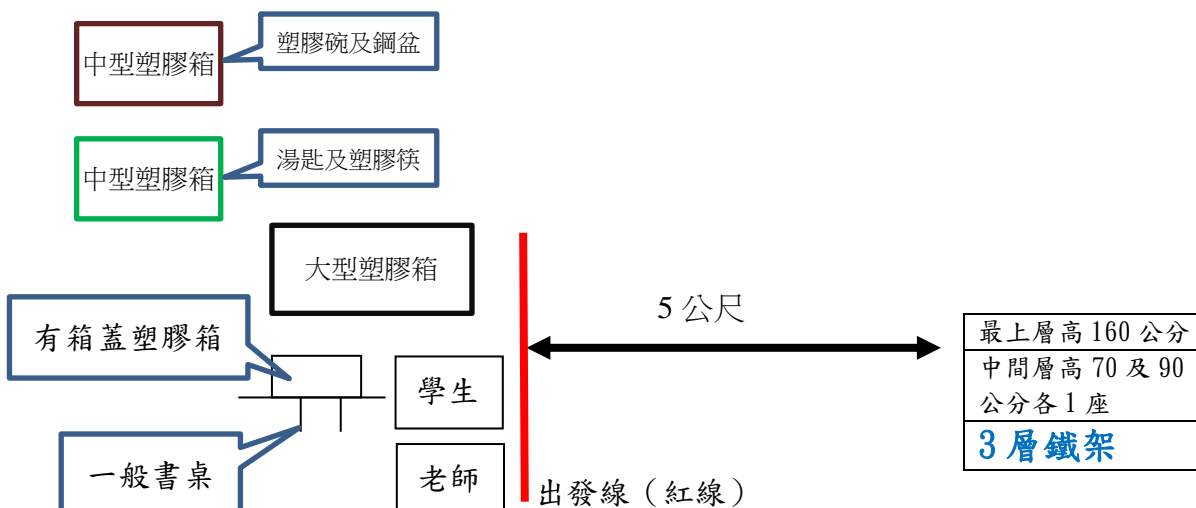 中型塑膠箱
塑膠碗及鋼盆
中型塑膠箱
湯匙及塑膠筷
大型塑膠箱
有箱蓋塑膠箱
一般書桌
學生
老師
出發線（紅線）
5 公尺
最上層高 160 公分
中間層高 70 及 90
公分各 1 座
3 層鐵架